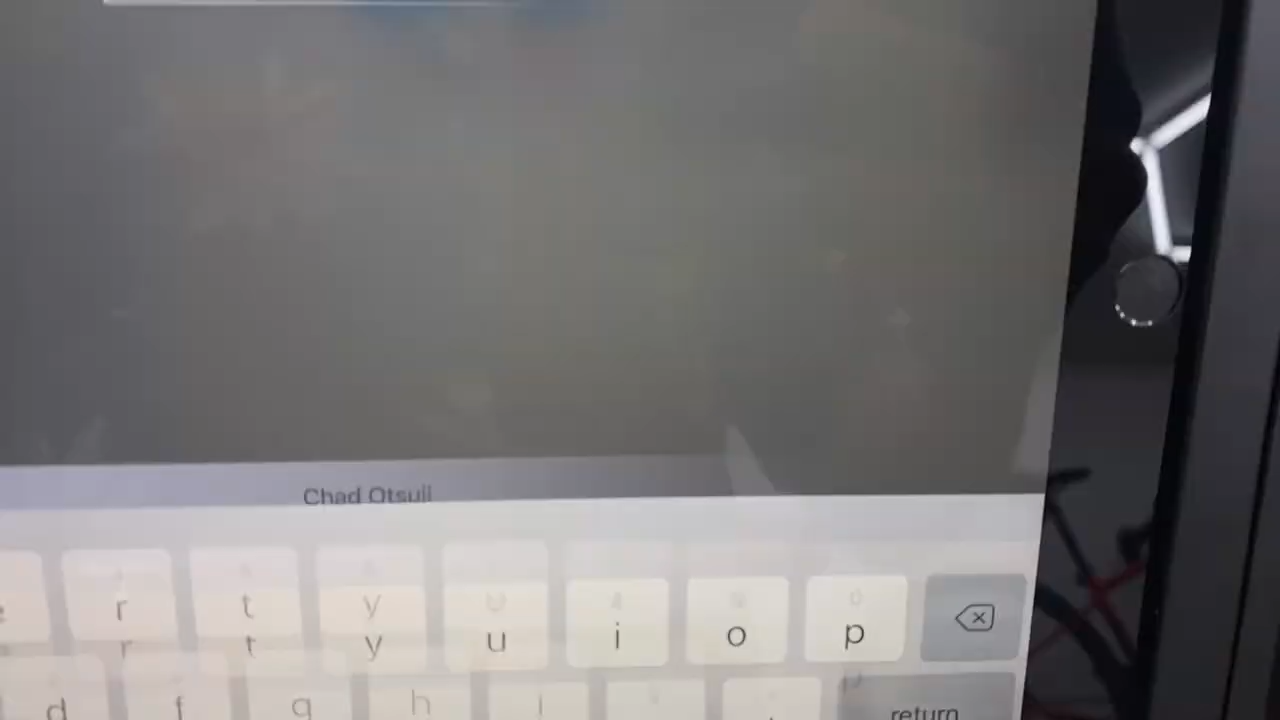 Chad Otsuji
r t y u i o p
r t y
d f g h
return